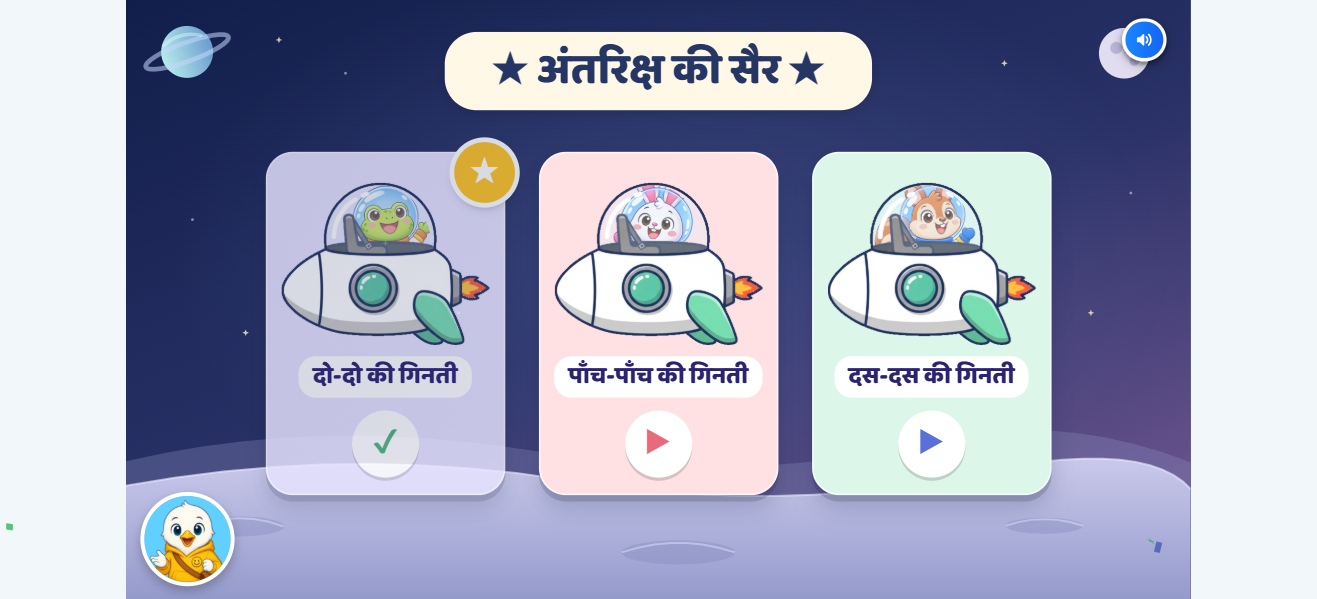 ★ अंतरिक्ष की सैर ★
दो-दो की गिनती
पाँच-पाँच की गिनती
दस-दस की गिनती